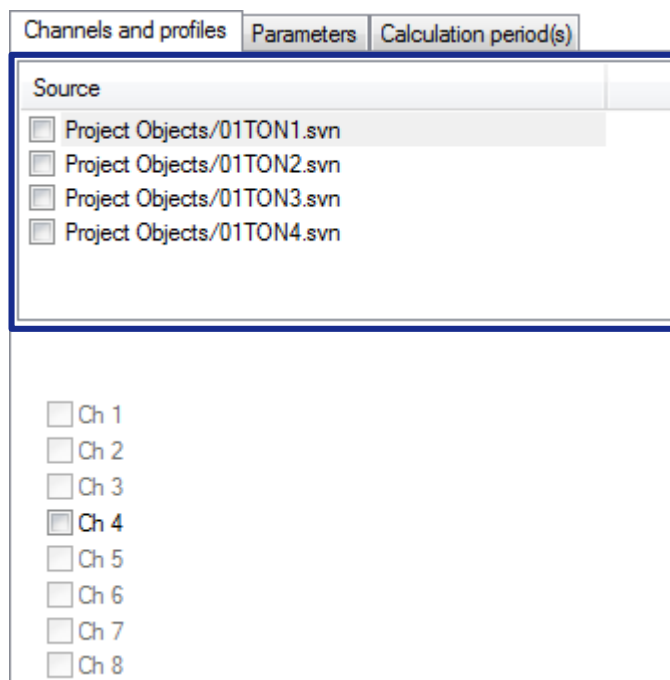 Channels and profiles Parameters Calculation period(s)
Source
Project Objects/01TON1.svn
Project Objects/01TON2.svn
Project Objects/01TON3.svn
Project Objects/01TON4.svn
Ch 1
Ch 2
Ch 3
Ch 4
Ch 5
Ch 6
Ch 7
Ch 8